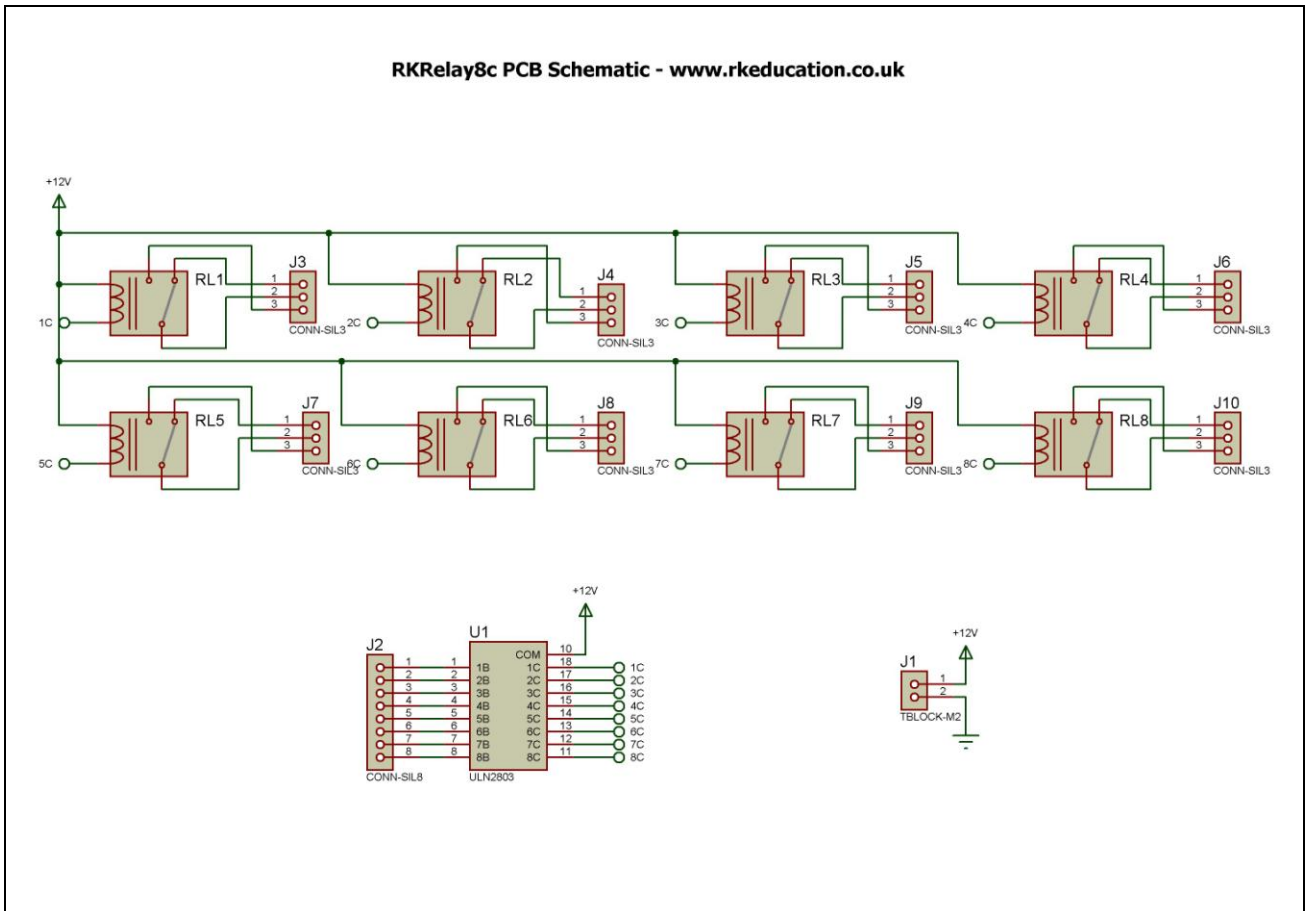 RKRelay8c PCB Schematic - www.rkeducation.co.uk
+12V
RL1
J3
1
2
3
CONN-SIL3
1C
RL2
J4
1
2
3
CONN-SIL3
2C
RL3
J5
1
2
3
CONN-SIL3
3C
RL4
J6
1
2
3
CONN-SIL3
4C
RL5
J7
1
2
3
CONN-SIL3
5C
RL6
J8
1
2
3
CONN-SIL3
6C
RL7
J9
1
2
3
CONN-SIL3
7C
RL8
J10
1
2
3
CONN-SIL3
8C
+12V
J2
U1
COM 10
1 1 1B 1C 18 1C
2 2 2B 2C 17 2C
3 3 3B 3C 16 3C
4 4 4B 4C 15 4C
5 5 5B 5C 14 5C
6 6 6B 6C 13 6C
7 7 7B 7C 12 7C
8 8 8B 8C 11 8C
CONN-SIL8
ULN2803
+12V
J1
1
2
TBLOCK-M2